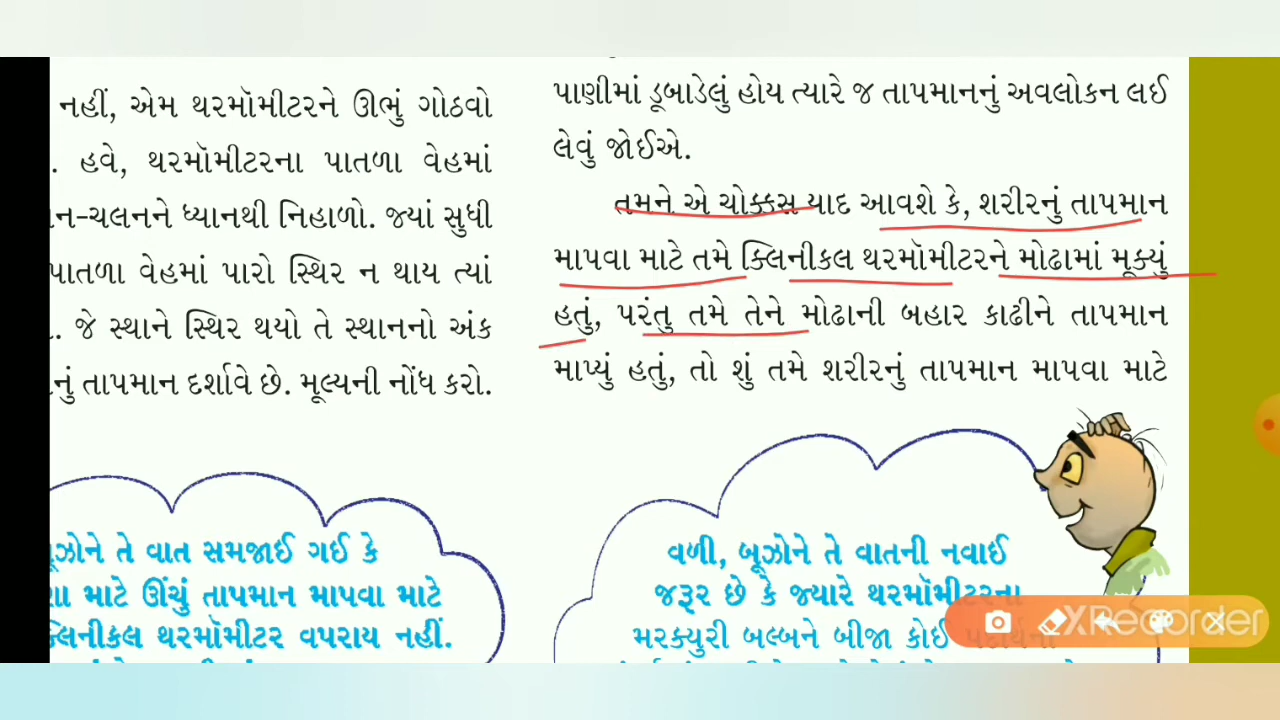 નહીં, એમ થરમૉમીટરને ઊભું ગોઠવો
. હવે, થરમૉમીટરના પાતળા વેહમાં
ન-ચલનને ધ્યાનથી નિહાળો. જ્યાં સુધી
પાતળા વેહમાં પારો સ્થિર ન થાય ત્યાં
. જે સ્થાને સ્થિર થયો તે સ્થાનનો અંક
નું તાપમાન દર્શાવે છે. મૂલ્યની નોંધ કરો.
પાણીમાં ડૂબાડેલું હોય ત્યારે જ તાપમાનનું અવલોકન લઈ
લેવું જોઈએ.
તમને એ ચોક્કસ યાદ આવશે કે, શરીરનું તાપમાન
માપવા માટે તમે ક્લિનીકલ થરમૉમીટરને મોઢામાં મૂક્યું
હતું, પરંતુ તમે તેને મોઢાની બહાર કાઢીને તાપમાન
માપ્યું હતું, તો શું તમે શરીરનું તાપમાન માપવા માટે
બૂઝોને તે વાત સમજાઈ ગઈ કે
માટે ઊંચું તાપમાન માપવા માટે
ક્લિનીકલ થરમૉમીટર વપરાય નહીં.
વળી, બૂઝોને તે વાતની નવાઈ
જરૂર છે કે જ્યારે થરમૉમીટરના
મરક્યુરી બલ્બને બીજા કોઈ પદાર્થના
XRecorder